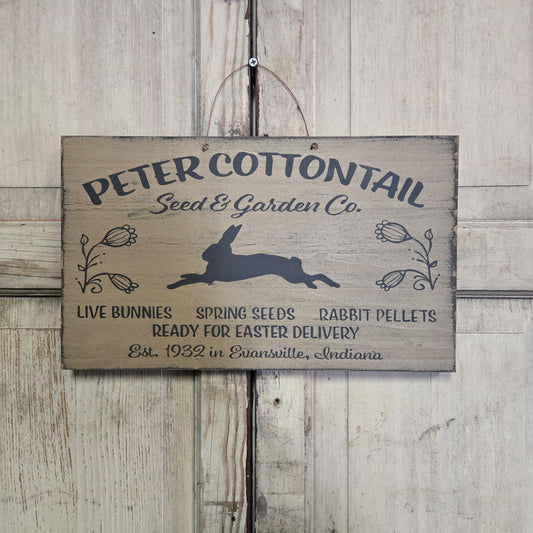 PETER COTTONTAIL
Seed & Garden Co.
LIVE BUNNIES SPRING SEEDS RABBIT PELLETS
READY FOR EASTER DELIVERY
Est. 1932 in Evansville, Indiana